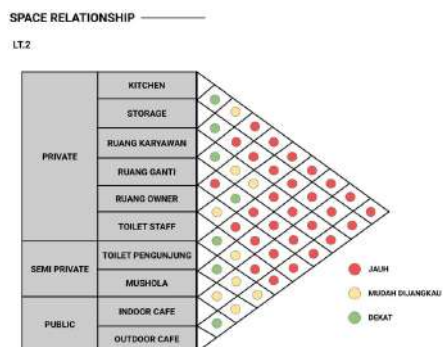 SPACE RELATIONSHIP
LT.2
KITCHEN
STORAGE
PRIVATE
RUANG KARYAWAN
RUANG GANTI
RUANG OWNER
TOILET STAFF
SEMI PRIVATE
TOILET PENGUNJUNG
MUSHOLA
PUBLIC
INDOOR CAFE
OUTDOOR CAFE
JAUH
MUDAH DIJANGKAU
DEKAT